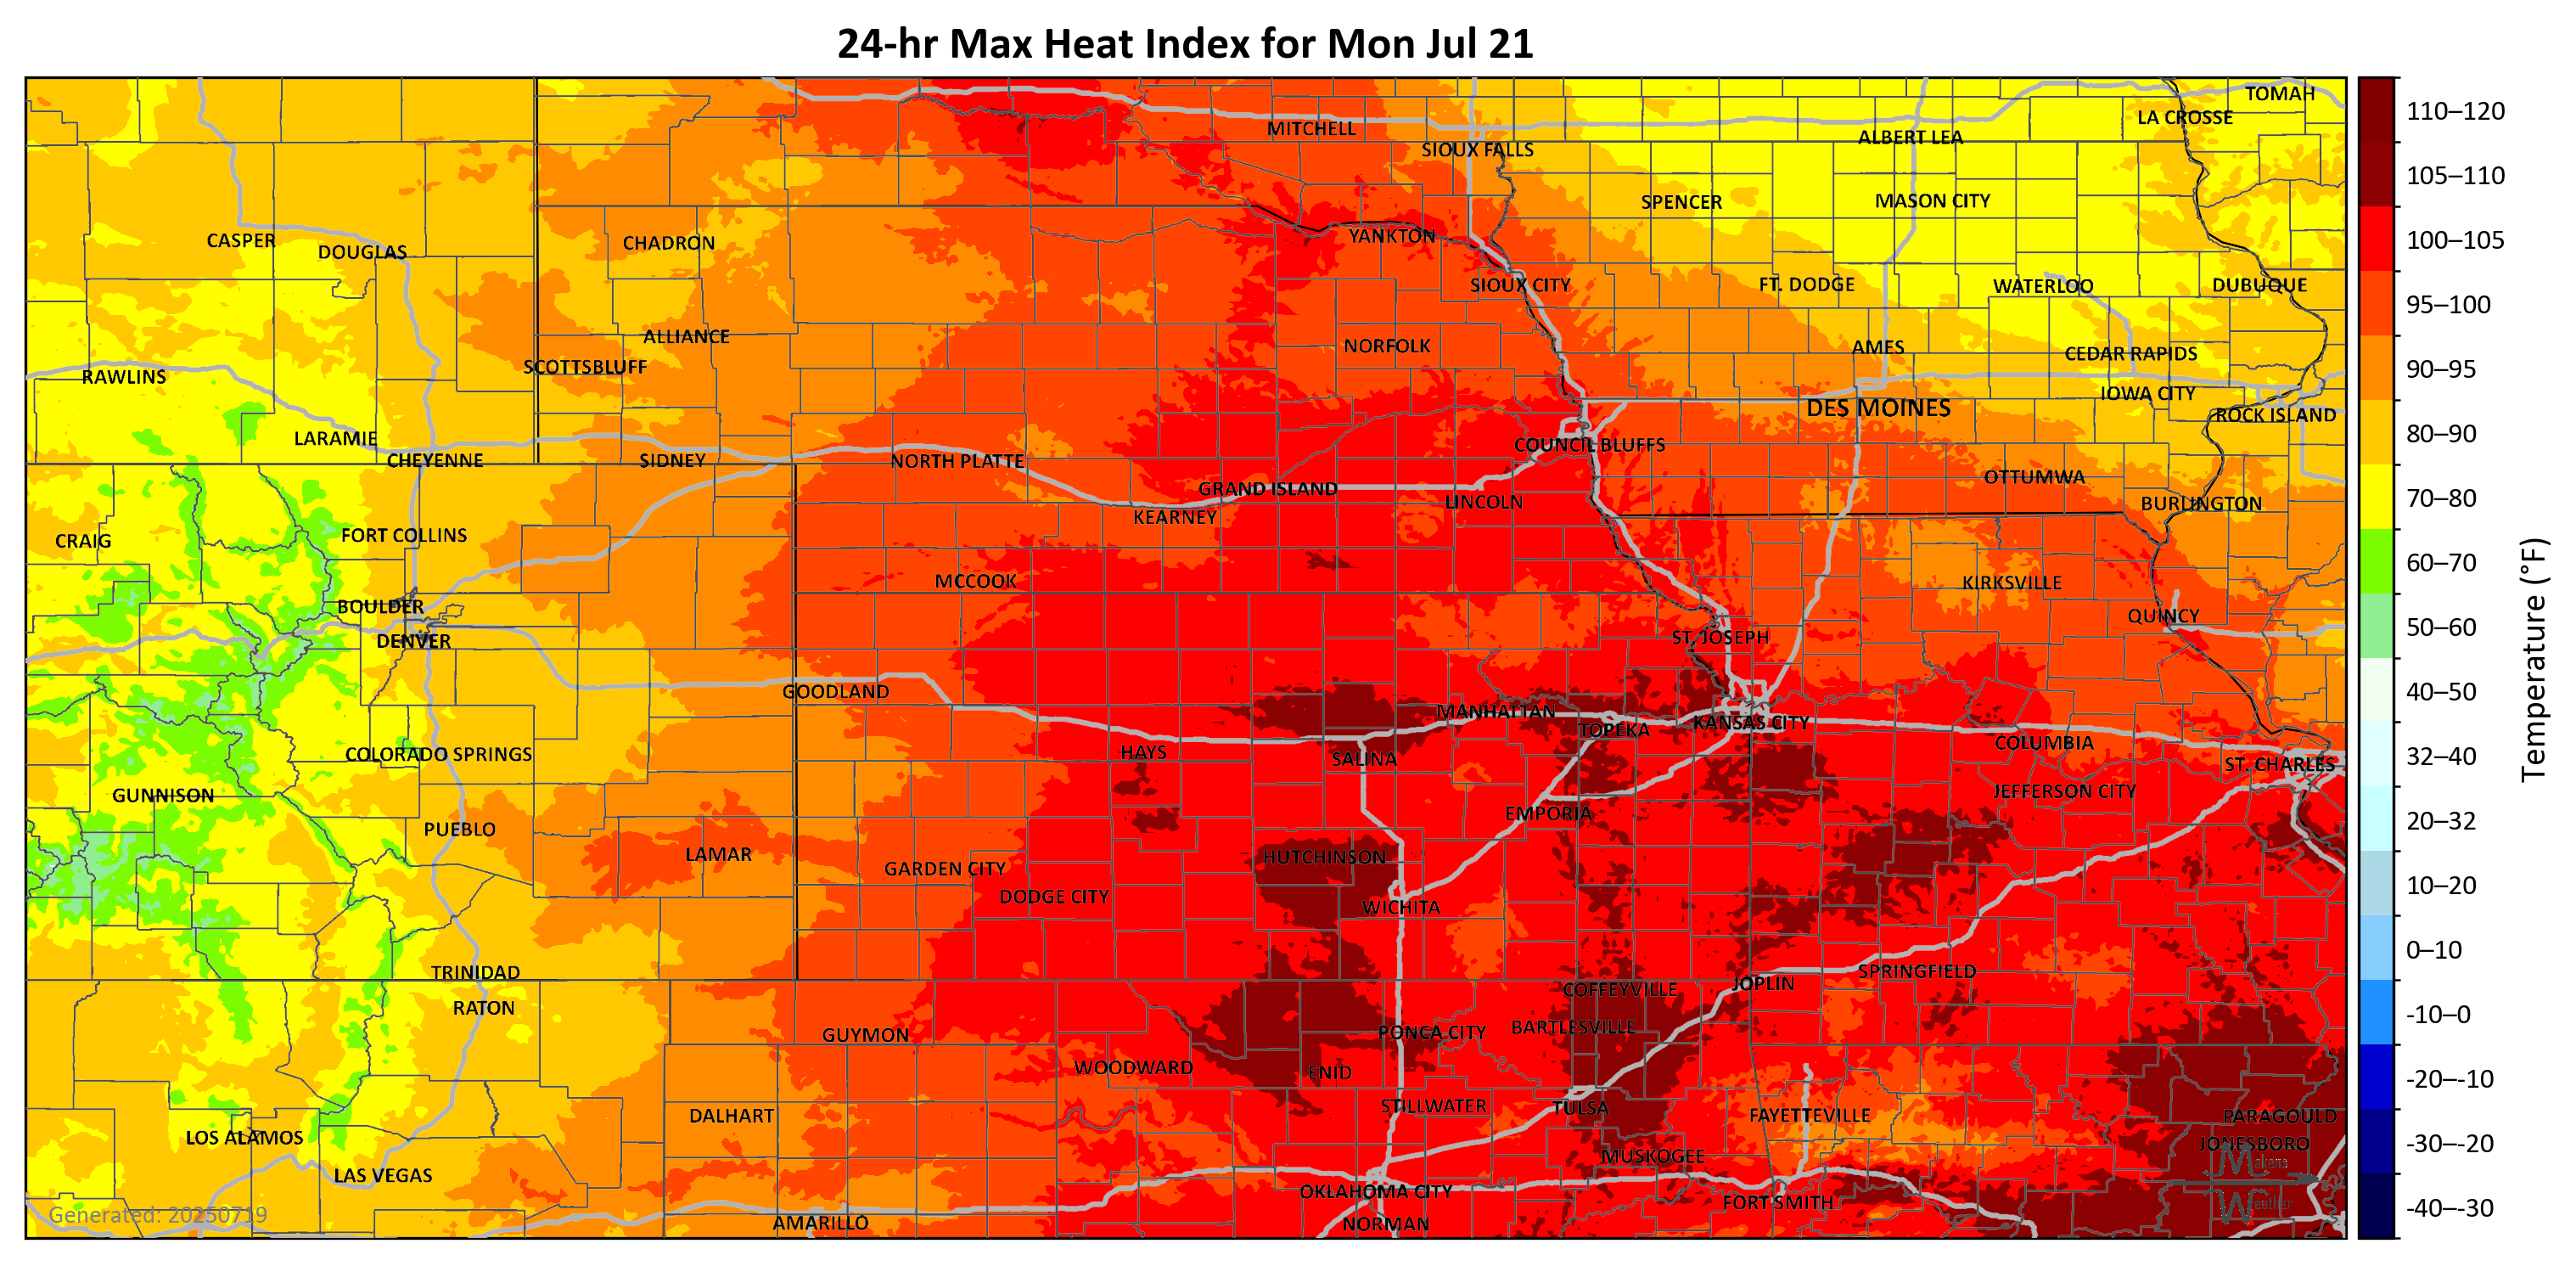 24-hr Max Heat Index for Mon Jul 21
TOMAH
LA CROSSE
MITCHELL
ALBERT LEA
SIOUX FALLS
SPENCER
MASON CITY
CASPER
DOUGLAS
CHADRON
YANKTON
SIOUX CITY
FT. DODGE
WATERLOO
DUBUQUE
ALLIANCE
NORFOLK
AMES
CEDAR RAPIDS
SCOTTSBLUFF
RAWLINS
IOWA CITY
DES MOINES
ROCK ISLAND
LARAMIE
COUNCIL BLUFFS
CHEYENNE
SIDNEY
NORTH PLATTE
OTTUMWA
GRAND ISLAND
LINCOLN
BURLINGTON
KEARNEY
CRAIG
FORT COLLINS
MCCOOK
KIRKSVILLE
BOULDER
QUINCY
DENVER
ST. JOSEPH
GOODLAND
MANHATTAN
TOPEKA
KANSAS CITY
COLUMBIA
COLORADO SPRINGS
HAYS
SALINA
ST. CHARLES
GUNNISON
JEFFERSON CITY
EMPORIA
PUEBLO
LAMAR
HUTCHINSON
GARDEN CITY
DODGE CITY
WICHITA
TRINIDAD
SPRINGFIELD
JOPLIN
COFFEYVILLE
RATON
GUYMON
PONCA CITY
BARTLESVILLE
WOODWARD
ENID
STILLWATER
TULSA
DALHART
FAYETTEVILLE
PARAGOULD
LOS ALAMOS
JONESBORO
MUSKOGEE
LAS VEGAS
OKLAHOMA CITY
FORT SMITH
AMARILLO
NORMAN
Generated: 20250719
Makens
Weather
110–120
105–110
100–105
95–100
90–95
80–90
70–80
60–70
50–60
40–50
32–40
20–32
10–20
0–10
-10–0
-20–-10
-30–-20
-40–-30
Temperature (°F)